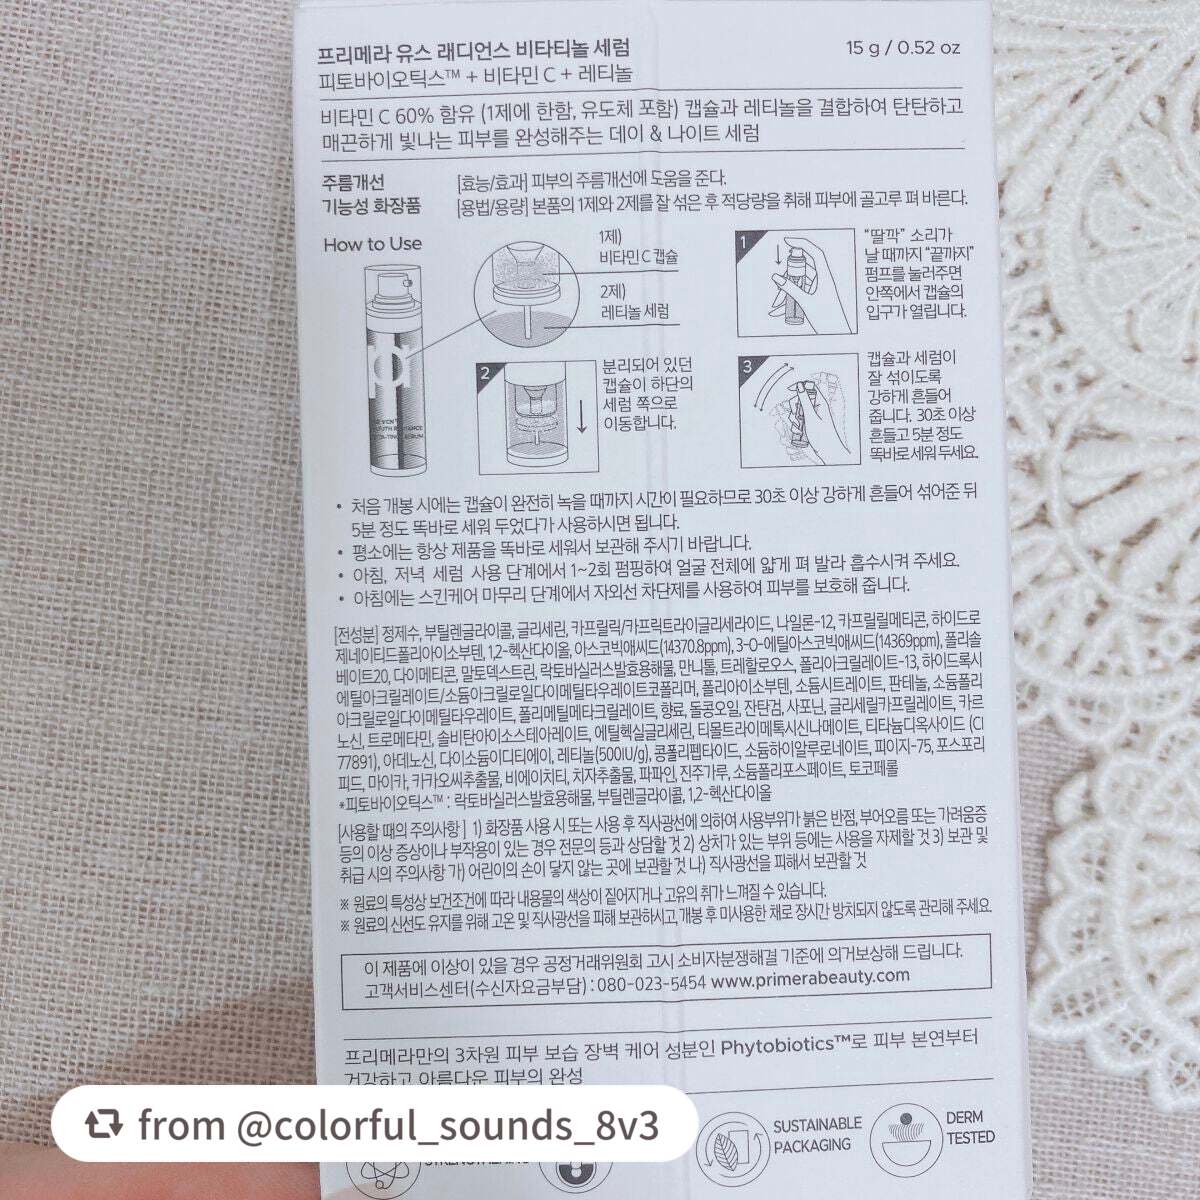 프리메라 유스 래디언스 비타티놀 세럼
15 g / 0.52 oz
피토바이오틱스™ + 비타민 C + 레티놀
비타민 C 60% 함유 (1제에 한함, 유도체 포함) 캡슐과 레티놀을 결합하여 탄탄하고
매끈하게 빛나는 피부를 완성해주는 데이 & 나이트 세럼
주름개선
기능성 화장품
[효능/효과] 피부의 주름개선에 도움을 준다.
[용법/용량] 본품의 1제와 2제를 잘 섞은 후 적당량을 취해 피부에 골고루 펴 바른다.
How to Use
1제)
비타민 C 캡슐
2제)
레티놀 세럼
1
"딸깍" 소리가
날 때까지 "끝까지"
펌프를 눌러주면
안쪽에서 캡슐의
입구가 열립니다.
2
분리되어 있던
캡슐이 하단의
세럼 쪽으로
이동합니다.
3
캡슐과 세럼이
잘 섞이도록
강하게 흔들어
줍니다. 30초 이상
흔들고 5분 정도
똑바로 세워 두세요.
• 처음 개봉 시에는 캡슐이 완전히 녹을 때까지 시간이 필요하므로 30초 이상 강하게 흔들어 섞어준 뒤
5분 정도 똑바로 세워 두었다가 사용하시면 됩니다.
• 평소에는 항상 제품을 똑바로 세워서 보관해 주시기 바랍니다.
• 아침, 저녁 세럼 사용 단계에서 1~2회 펌핑하여 얼굴 전체에 얇게 펴 발라 흡수시켜 주세요.
• 아침에는 스킨케어 마무리 단계에서 자외선 차단제를 사용하여 피부를 보호해 줍니다.
[전성분] 정제수, 부틸렌글라이콜, 글리세린, 카프릴릭/카프릭트라이글리세라이드, 나일론-12, 카프릴릴메티콘, 하이드로
제네이티드폴리아이소부텐, 1,2-헥산다이올, 아스코빅애씨드(14370.8ppm), 3-O-에틸아스코빅애씨드(14369ppm), 폴리솔
베이트20, 다이메티콘, 말토덱스트린, 락토바실러스발효용해물, 만니톨, 트레할로오스, 폴리아크릴레이트-13, 하이드록시
에틸아크릴레이트/소듐아크릴로일다이메틸타우레이트코폴리머, 폴리아이소부텐, 소듐시트레이트, 판테놀, 소듐폴리
아크릴로일다이메틸타우레이트, 폴리메틸메타크릴레이트, 향료, 돌콩오일, 잔탄검, 사포닌, 글리세릴카프릴레이트, 카르
노신, 트로메타민, 솔비탄아이소스테아레이트, 에틸헥실글리세린, 티몰트라이메톡시신나메이트, 티타늄디옥사이드 (CI
77891), 아데노신, 다이소듐이디티에이, 레티놀(500IU/g), 콩폴리펩타이드, 소듐하이알루로네이트, 피이지-75, 포스포리
피드, 마이카, 카카오씨추출물, 비에이치티, 치자추출물, 파파인, 진주가루, 소듐폴리포스페이트, 토코페롤
*피토바이오틱스™ : 락토바실러스발효용해물, 부틸렌글라이콜, 1,2-헥산다이올
[사용할 때의 주의사항] 1) 화장품 사용 시 또는 사용 후 직사광선에 의하여 사용부위가 붉은 반점, 부어오름 또는 가려움증
등의 이상 증상이나 부작용이 있는 경우 전문의 등과 상담할 것 2) 상처가 있는 부위 등에는 사용을 자제할 것 3) 보관 및
취급 시의 주의사항 가) 어린이의 손이 닿지 않는 곳에 보관할 것 나) 직사광선을 피해서 보관할 것
※ 원료의 특성상 보건조건에 따라 내용물의 색상이 짙어지거나 고유의 취가 느껴질 수 있습니다.
※ 원료의 신선도 유지를 위해 고온 및 직사광선을 피해 보관하시고, 개봉 후 미사용한 채로 장시간 방치되지 않도록 관리해 주세요.
이 제품에 이상이 있을 경우 공정거래위원회 고시 소비자분쟁해결 기준에 의거보상해 드립니다.
고객서비스센터(수신자요금부담) : 080-023-5454 www.primerabeauty.com
프리메라만의 3차원 피부 보습 장벽 케어 성분인 Phytobiotics™로 피부 본연부터
건강하고 아름다운 피부의 완성
SUSTAINABLE
PACKAGING
DERM
TESTED
from @colorful_sounds_8v3